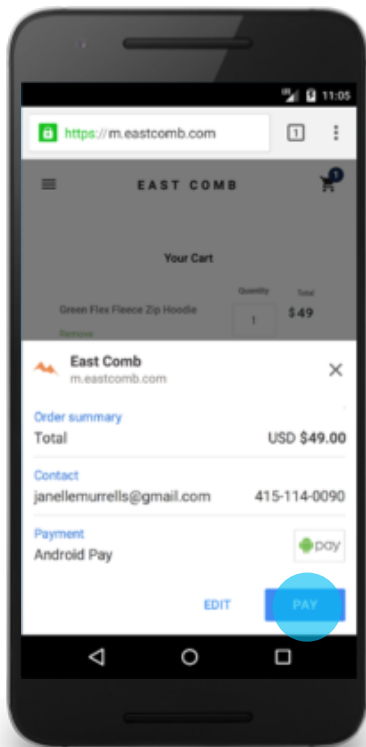 11:05
https://m.eastcomb.com 1
EAST COMB 1
Your Cart
Quantity Total
Green Flex Fleece Zip Hoodie 1 $49
Remove
East Comb
m.eastcomb.com
Order summary
Total USD $49.00
Contact
janellemurrells@gmail.com 415-114-0090
Payment
Android Pay pay
EDIT PAY